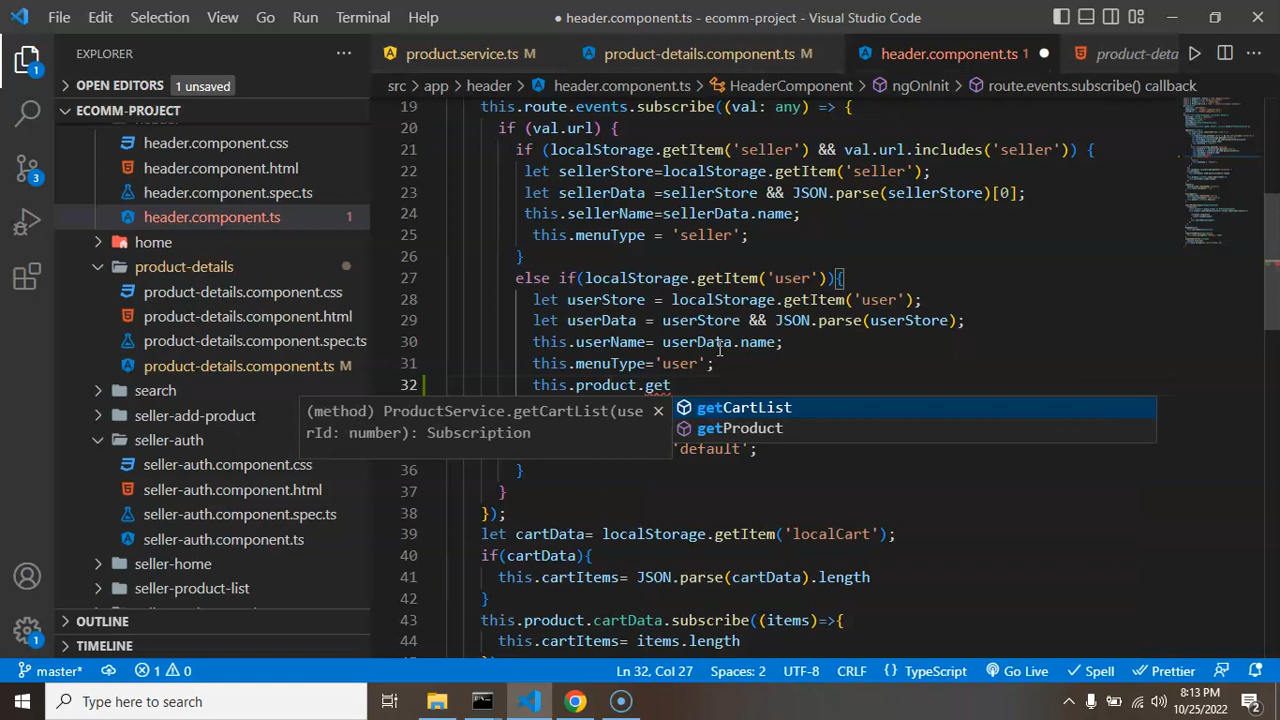 File Edit Selection View Go Run Terminal Help
● header.component.ts - ecomm-project - Visual Studio Code
EXPLORER
OPEN EDITORS 1 unsaved
ECOMM-PROJECT
header.component.css
header.component.html
header.component.spec.ts
header.component.ts 1
home
product-details
product-details.component.css
product-details.component.html
product-details.component.spec.ts
product-details.component.ts M
search
seller-add-product
seller-auth
seller-auth.component.css
seller-auth.component.html
seller-auth.component.spec.ts
seller-auth.component.ts
seller-home
seller-product-list
OUTLINE
TIMELINE
product.service.ts M product-details.component.ts M header.component.ts 1 ● product-deta
src > app > header > header.component.ts > HeaderComponent > ngOnInit > route.events.subscribe() callback
19 this.route.events.subscribe((val: any) => {
20 if (val.url) {
21 if (localStorage.getItem('seller') && val.url.includes('seller')) {
22 let sellerStore=localStorage.getItem('seller');
23 let sellerData =sellerStore && JSON.parse(sellerStore)[0];
24 this.sellerName=sellerData.name;
25 this.menuType = 'seller';
26 }
27 else if(localStorage.getItem('user')){
28 let userStore = localStorage.getItem('user');
29 let userData = userStore && JSON.parse(userStore);
30 this.userName= userData.name;
31 this.menuType='user';
32 this.product.get
(method) ProductService.getCartList(use
rId: number): Subscription
getCartList
getProduct
'default';
36 }
37 }
38 });
39 let cartData= localStorage.getItem('localCart');
40 if(cartData){
41 this.cartItems= JSON.parse(cartData).length
42 }
43 this.product.cartData.subscribe((items)=>{
44 this.cartItems= items.length
1
3
1
master* 1 0 Ln 32, Col 27 Spaces: 2 UTF-8 CRLF { } TypeScript Go Live Spell Prettier
Type here to search
6:13 PM
10/25/2022
2